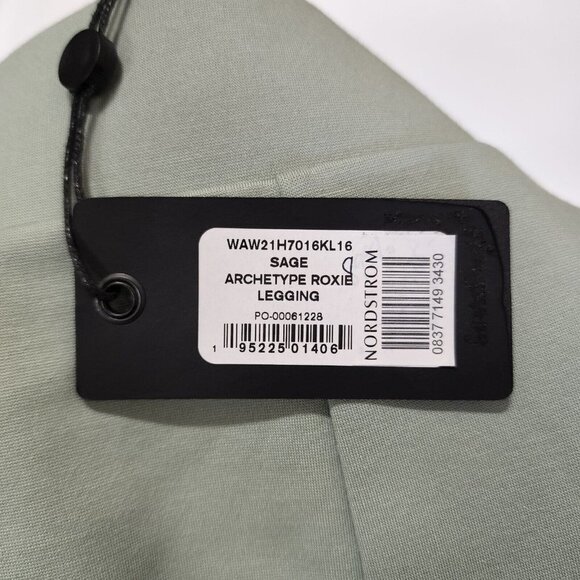 WAW21H7016KL16
SAGE
ARCHETYPE ROXIE
LEGGING
PO-00061228
1 95225 01406
NORDSTROM
0837 7149 3430